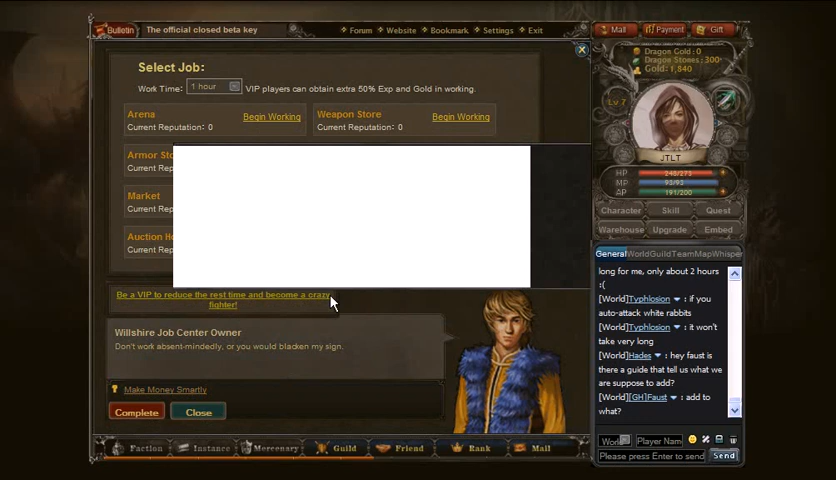 Bulletin The official closed beta key
Forum Website Bookmark Settings Exit
Mall Payment Gift
Select Job:
Work Time: 1 hour VIP players can obtain extra 50% Exp and Gold in working.
Arena Begin Working
Current Reputation: 0
Weapon Store Begin Working
Current Reputation: 0
Armor Sto
Current Rep
Market
Current Rep
Auction Ho
Current Rep
Be a VIP to reduce the rest time and become a crazy
fighter!
Willshire Job Center Owner
Don't work absent-mindedly, or you would blacken my sign.
Make Money Smartly
Complete Close
Faction Instance Mercenary Guild Friend Rank Mail
Dragon Gold: 0
Dragon Stones: 300
Gold: 1,840
Lv 7
JTLT
HP 248/275
MP 93/93
AP 191/200
Character Skill Quest
Warehouse Upgrade Embed
General World Guild Team Map Whisper
long for me, only about 2 hours
:(
[World]Typhlosion : if you
auto-attack white rabbits
[World]Typhlosion : it won't
take very long
[World]Hades : hey faust is
there a guide that tell us what we
are suppose to add?
[World][GH]Faust : add to
what?
World Player Name
Please press Enter to send Send